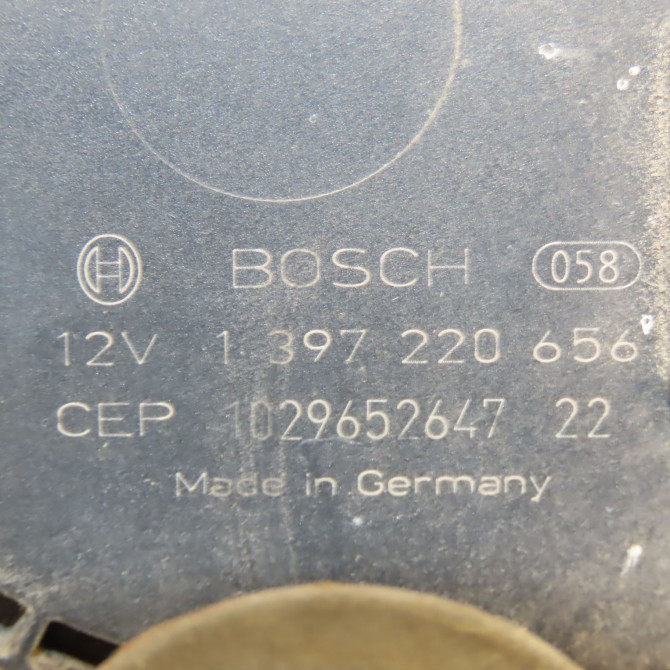 BOSCH 058
12V 1 397 220 656
CEP 1029652647 22
Made in Germany